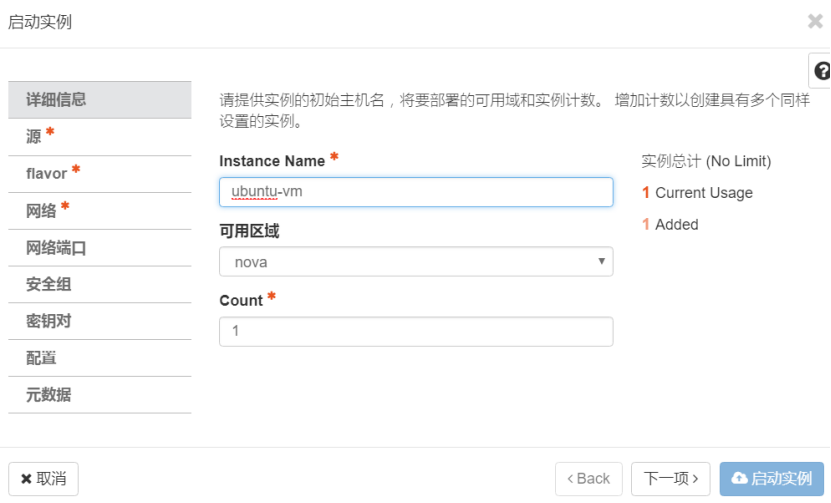 启动实例
详细信息
源 *
flavor *
网络 *
网络端口
安全组
密钥对
配置
元数据
请提供实例的初始主机名，将要部署的可用域和实例计数。 增加计数以创建具有多个同样
设置的实例。
Instance Name *
ubuntu-vm
可用区域
nova
Count *
1
实例总计 (No Limit)
1 Current Usage
1 Added
取消
Back
下一项
启动实例